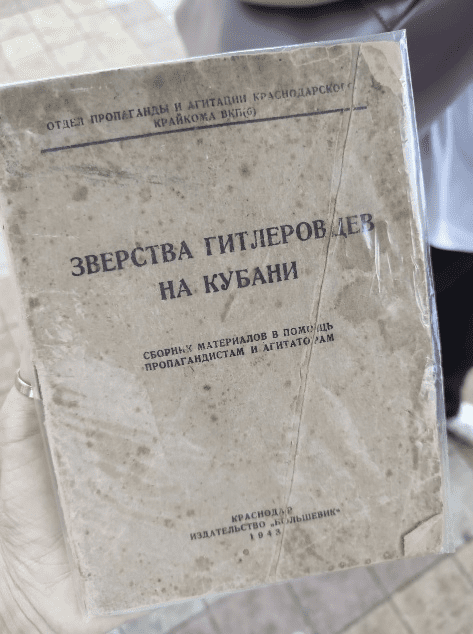 ОТДЕЛ ПРОПАГАНДЫ И АГИТАЦИИ КРАСНОДАРСКОГО
КРАЙКОМА ВКП(б)
ЗВЕРСТВА ГИТЛЕРОВЦЕВ
НА КУБАНИ
СБОРНИК МАТЕРИАЛОВ В ПОМОЩЬ
ПРОПАГАНДИСТАМ И АГИТАТОРАМ
КРАСНОДАР
ИЗДАТЕЛЬСТВО „БОЛЬШЕВИК“
1943